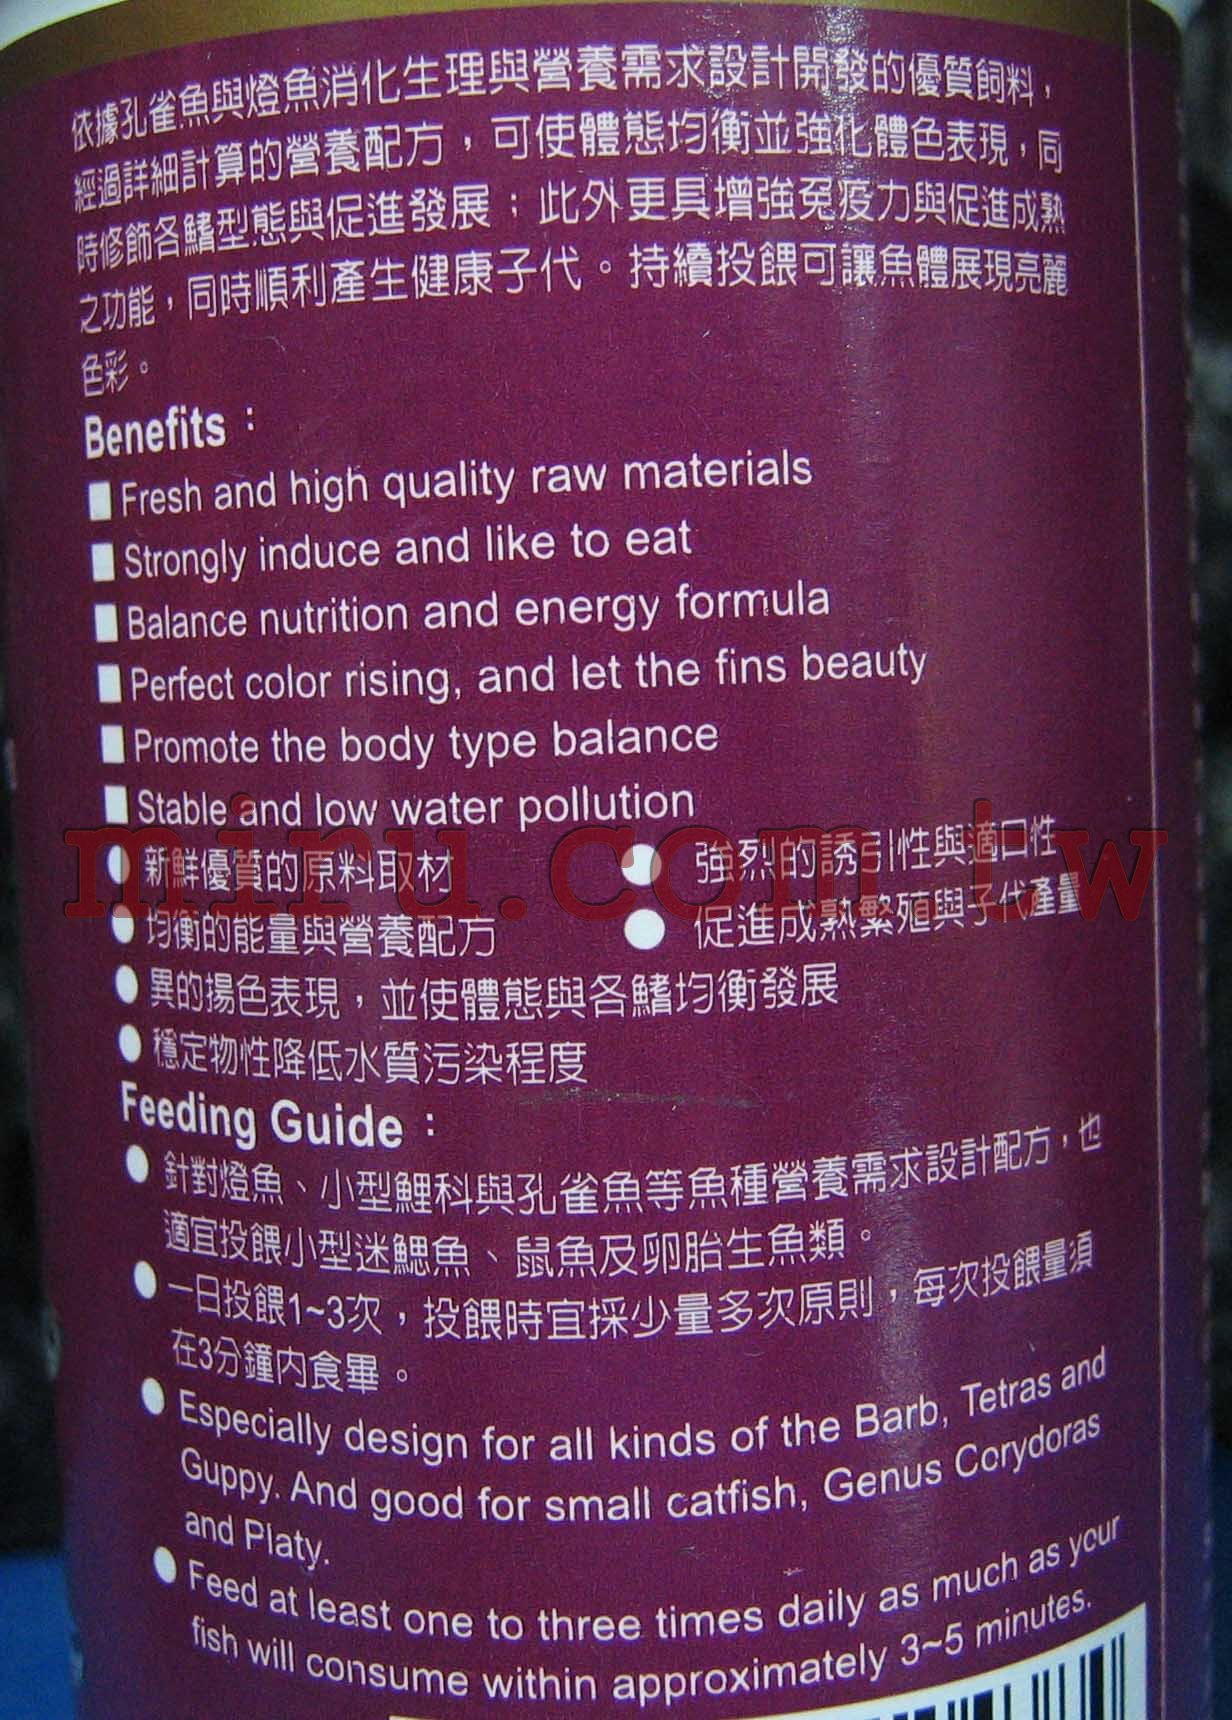 依據孔雀魚與燈魚消化生理與營養需求設計開發的優質飼料，
經過詳細計算的營養配方，可使體態均衡並強化體色表現，同
時修飾各鰭型態與促進發展；此外更具增強免疫力與促進成熟
之功能，同時順利產生健康子代。持續投餵可讓魚體展現亮麗
色彩。
Benefits：
■ Fresh and high quality raw materials
■ Strongly induce and like to eat
■ Balance nutrition and energy formula
■ Perfect color rising, and let the fins beauty
■ Promote the body type balance
■ Stable and low water pollution
● 新鮮優質的原料取材 ● 強烈的誘引性與適口性
miru.com.tw
● 均衡的能量與營養配方 ● 促進成熟繁殖與子代產量
● 異的揚色表現，並使體態與各鰭均衡發展
● 穩定物性降低水質污染程度
Feeding Guide：
● 針對燈魚、小型鯉科與孔雀魚等魚種營養需求設計配方，也
適宜投餵小型迷鰓魚、鼠魚及卵胎生魚類。
● 一日投餵1~3次，投餵時宜採少量多次原則，每次投餵量須
在3分鐘內食畢。
● Especially design for all kinds of the Barb, Tetras and
Guppy. And good for small catfish, Genus Corydoras
and Platy.
● Feed at least one to three times daily as much as your
fish will consume within approximately 3~5 minutes.